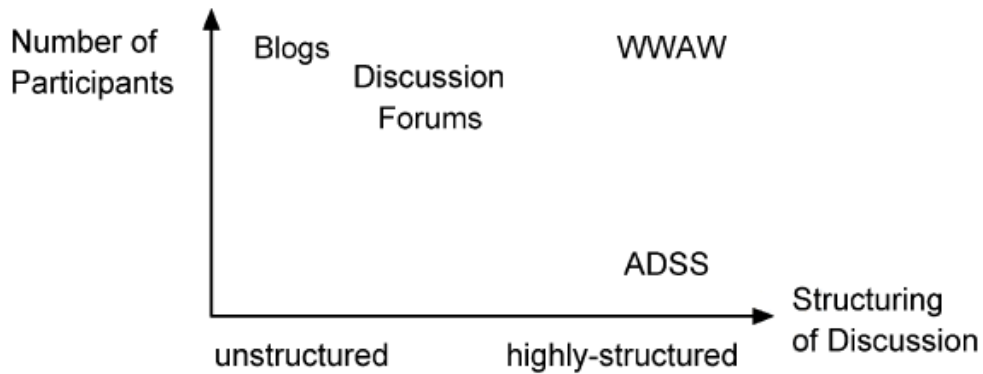 Number of
Participants
Blogs
Discussion
Forums
WWAW
ADSS
Structuring
of Discussion
unstructured
highly-structured